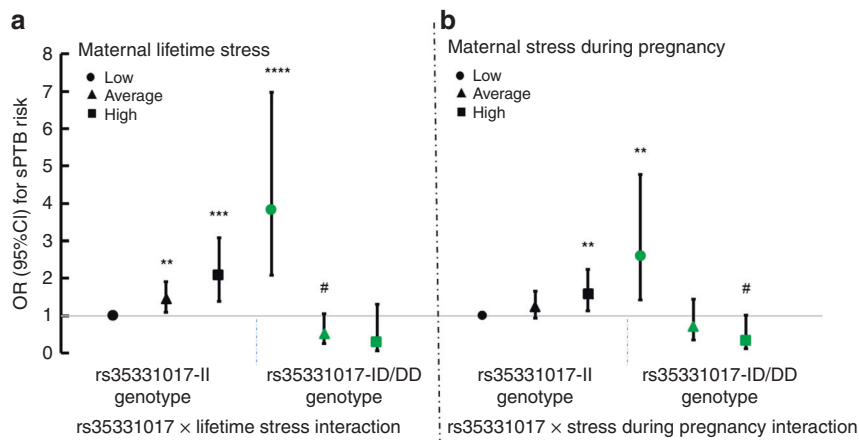 a
Maternal lifetime stress
Low
Average
High
OR (95%CI) for sPTB risk
8
7
6
5
4
3
2
1
0
**
***
****
#
rs35331017-II
genotype
rs35331017-ID/DD
genotype
rs35331017 × lifetime stress interaction
b
Maternal stress during pregnancy
Low
Average
High
**
**
#
rs35331017-II
genotype
rs35331017-ID/DD
genotype
rs35331017 × stress during pregnancy interaction